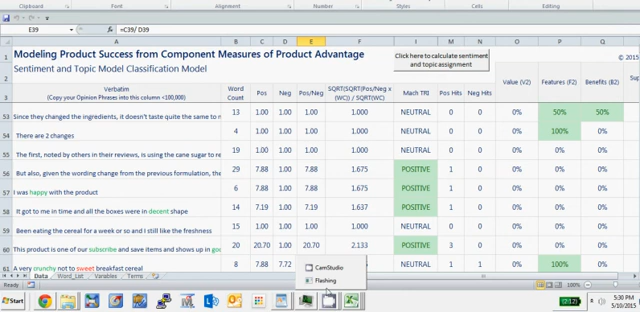 Clipboard Font Alignment Number Styles Cells Editing
E39 =C39/ D39
A B C D E F I M N O P Q
1 Modeling Product Success from Component Measures of Product Advantage
Click here to calculate sentiment and topic assignment
© 2015
2 Sentiment and Topic Model Classification Model
3 Verbatim (Copy your Opinion Phrases into this column <100,000) Word Count Pos Neg Pos/Neg SQRT(SQRT(Pos/Neg x (WC)) / SQRT(WC) Mach TRI Pos Hits Neg Hits Value (V2) Features (F2) Benefits (B2)
53 Since they changed the ingredients, it doesn't taste quite the same to 13 1.00 1.00 1.00 1.000 NEUTRAL 0 0 0% 50% 50%
54 There are 2 changes 4 1.00 1.00 1.00 1.000 NEUTRAL 0 0 0% 100% 0%
55 The first, noted by others in their reviews, is using the cane sugar to 19 1.00 1.00 1.00 1.000 NEUTRAL 0 0 0% 0% 0%
56 But also, given the wording change from the previous formulation, 29 7.88 1.00 7.88 1.675 POSITIVE 1 0 0% 0% 0%
57 I was happy with the product 6 7.88 1.00 7.88 1.675 POSITIVE 1 0 0% 0% 0%
58 It got to me in time and all the boxes were in decent shape 14 7.19 1.00 7.19 1.637 POSITIVE 1 0 0% 0% 0%
59 Been eating the cereal for a week or so and I still like the freshness 15 1.00 1.00 1.00 1.000 NEUTRAL 0 0 0% 0% 0%
60 This product is one of our subscribe and save items and shows up in 20 20.70 1.00 20.70 2.133 POSITIVE 3 0 0% 0% 0%
61 A very crunchy not to sweet breakfast cereal 8 7.88 7.72 NEUTRAL 1 1 0% 100% 0%
Data Word_List Variables Terms
Ready 100%
CamStudio
Flashing
Start
5:30 PM
5/10/2015